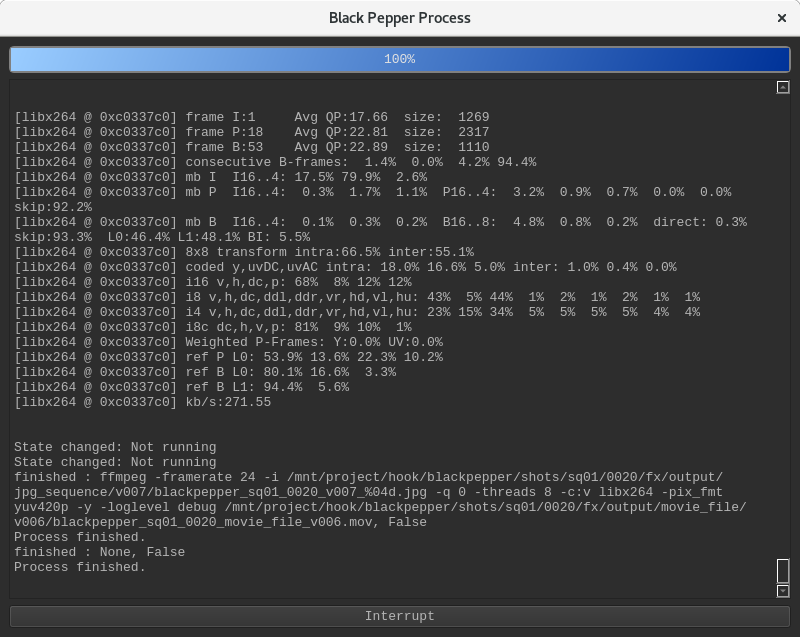 Black Pepper Process
100%
[libx264 @ 0xc0337c0] frame I:1     Avg QP:17.66  size:  1269
[libx264 @ 0xc0337c0] frame P:18    Avg QP:22.81  size:  2317
[libx264 @ 0xc0337c0] frame B:53    Avg QP:22.89  size:  1110
[libx264 @ 0xc0337c0] consecutive B-frames:  1.4%  0.0%  4.2% 94.4%
[libx264 @ 0xc0337c0] mb I  I16..4: 17.5% 79.9%  2.6%
[libx264 @ 0xc0337c0] mb P  I16..4:  0.3%  1.7%  1.1%  P16..4:  3.2%  0.9%  0.7%  0.0%  0.0%
skip:92.2%
[libx264 @ 0xc0337c0] mb B  I16..4:  0.1%  0.3%  0.2%  B16..8:  4.8%  0.8%  0.2%  direct: 0.3%
skip:93.3%  L0:46.4% L1:48.1% BI: 5.5%
[libx264 @ 0xc0337c0] 8x8 transform intra:66.5% inter:55.1%
[libx264 @ 0xc0337c0] coded y,uvDC,uvAC intra: 18.0% 16.6% 5.0% inter: 1.0% 0.4% 0.0%
[libx264 @ 0xc0337c0] i16 v,h,dc,p: 68%  8% 12% 12%
[libx264 @ 0xc0337c0] i8 v,h,dc,ddl,ddr,vr,hd,vl,hu: 43%  5% 44%  1%  2%  1%  2%  1%  1%
[libx264 @ 0xc0337c0] i4 v,h,dc,ddl,ddr,vr,hd,vl,hu: 23% 15% 34%  5%  5%  5%  5%  4%  4%
[libx264 @ 0xc0337c0] i8c dc,h,v,p: 81%  9% 10%  1%
[libx264 @ 0xc0337c0] Weighted P-Frames: Y:0.0% UV:0.0%
[libx264 @ 0xc0337c0] ref P L0: 53.9% 13.6% 22.3% 10.2%
[libx264 @ 0xc0337c0] ref B L0: 80.1% 16.6%  3.3%
[libx264 @ 0xc0337c0] ref B L1: 94.4%  5.6%
[libx264 @ 0xc0337c0] kb/s:271.55
State changed: Not running
State changed: Not running
finished : ffmpeg -framerate 24 -i /mnt/project/hook/blackpepper/shots/sq01/0020/fx/output/
jpg_sequence/v007/blackpepper_sq01_0020_v007_%04d.jpg -q 0 -threads 8 -c:v libx264 -pix_fmt
yuv420p -y -loglevel debug /mnt/project/hook/blackpepper/shots/sq01/0020/fx/output/movie_file/
v006/blackpepper_sq01_0020_movie_file_v006.mov, False
Process finished.
finished : None, False
Process finished.
Interrupt